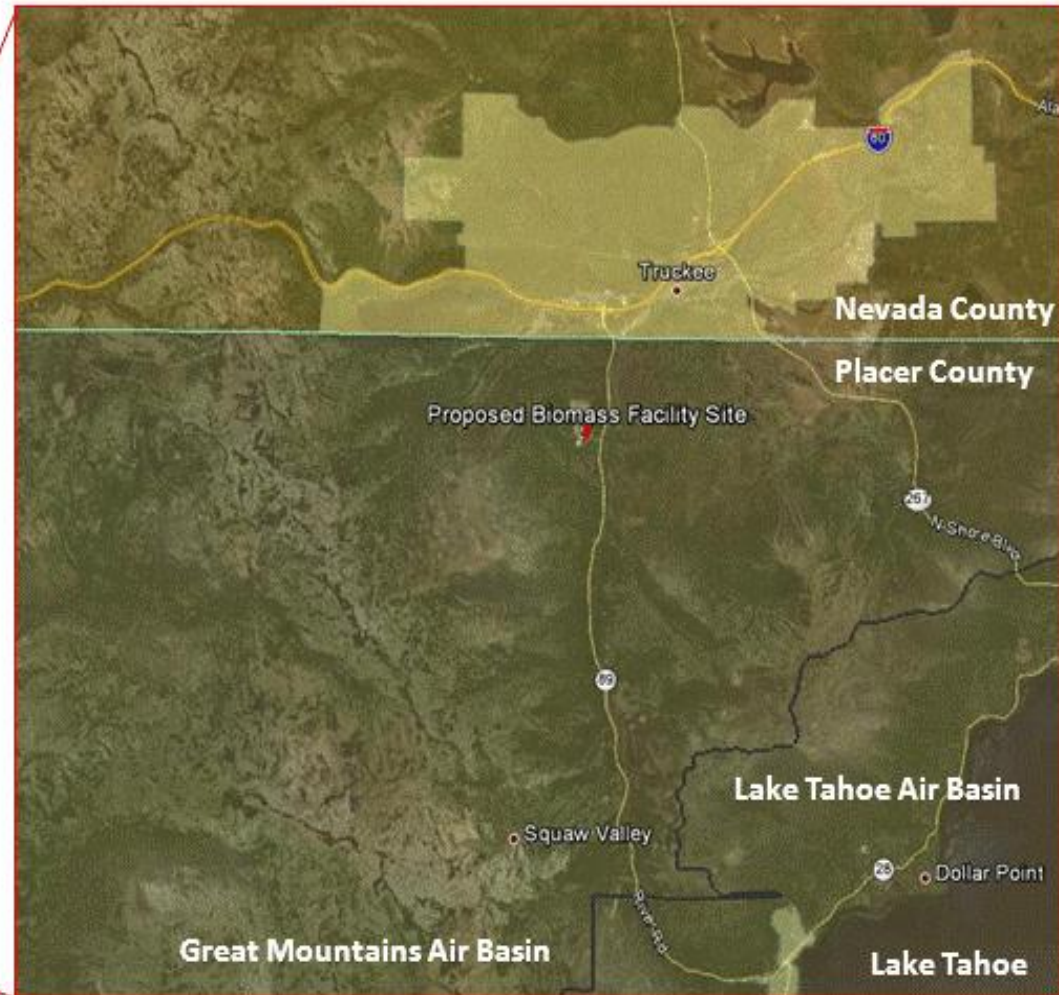 80
Truckee
Nevada County
Placer County
Proposed Biomass Facility Site
267
N Shore Blvd
89
Lake Tahoe Air Basin
Squaw Valley
28
Dollar Point
River Rd
Great Mountains Air Basin
Lake Tahoe